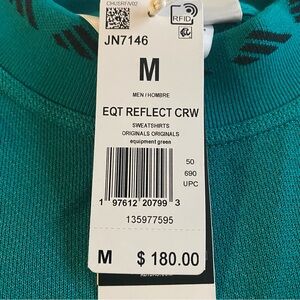 CHUSRFIV02
RFID
JN7146
M
MEN / HOMBRE
EQT REFLECT CRW
SWEATSHIRTS
ORIGINALS ORIGINALS
equipment green
50
690
UPC
1 97612 20799 3
135977595
M $ 180.00